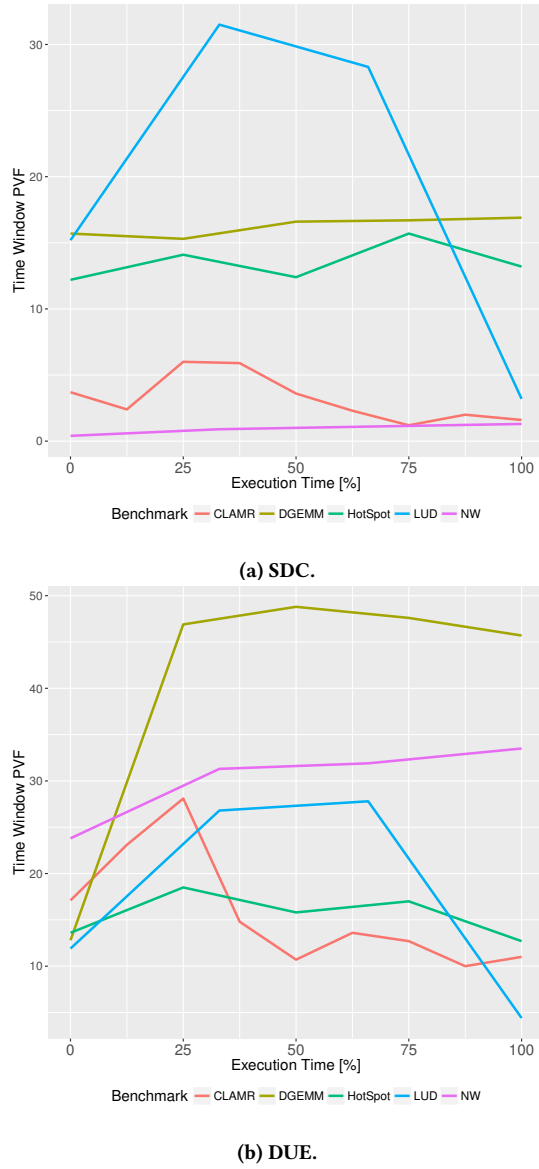 30
20
10
0
Time Window PVF
0 25 50 75 100
Execution Time [%]
Benchmark CLAMR DGEMM HotSpot LUD NW
(a) SDC.
50
40
30
20
10
Time Window PVF
0 25 50 75 100
Execution Time [%]
Benchmark CLAMR DGEMM HotSpot LUD NW
(b) DUE.